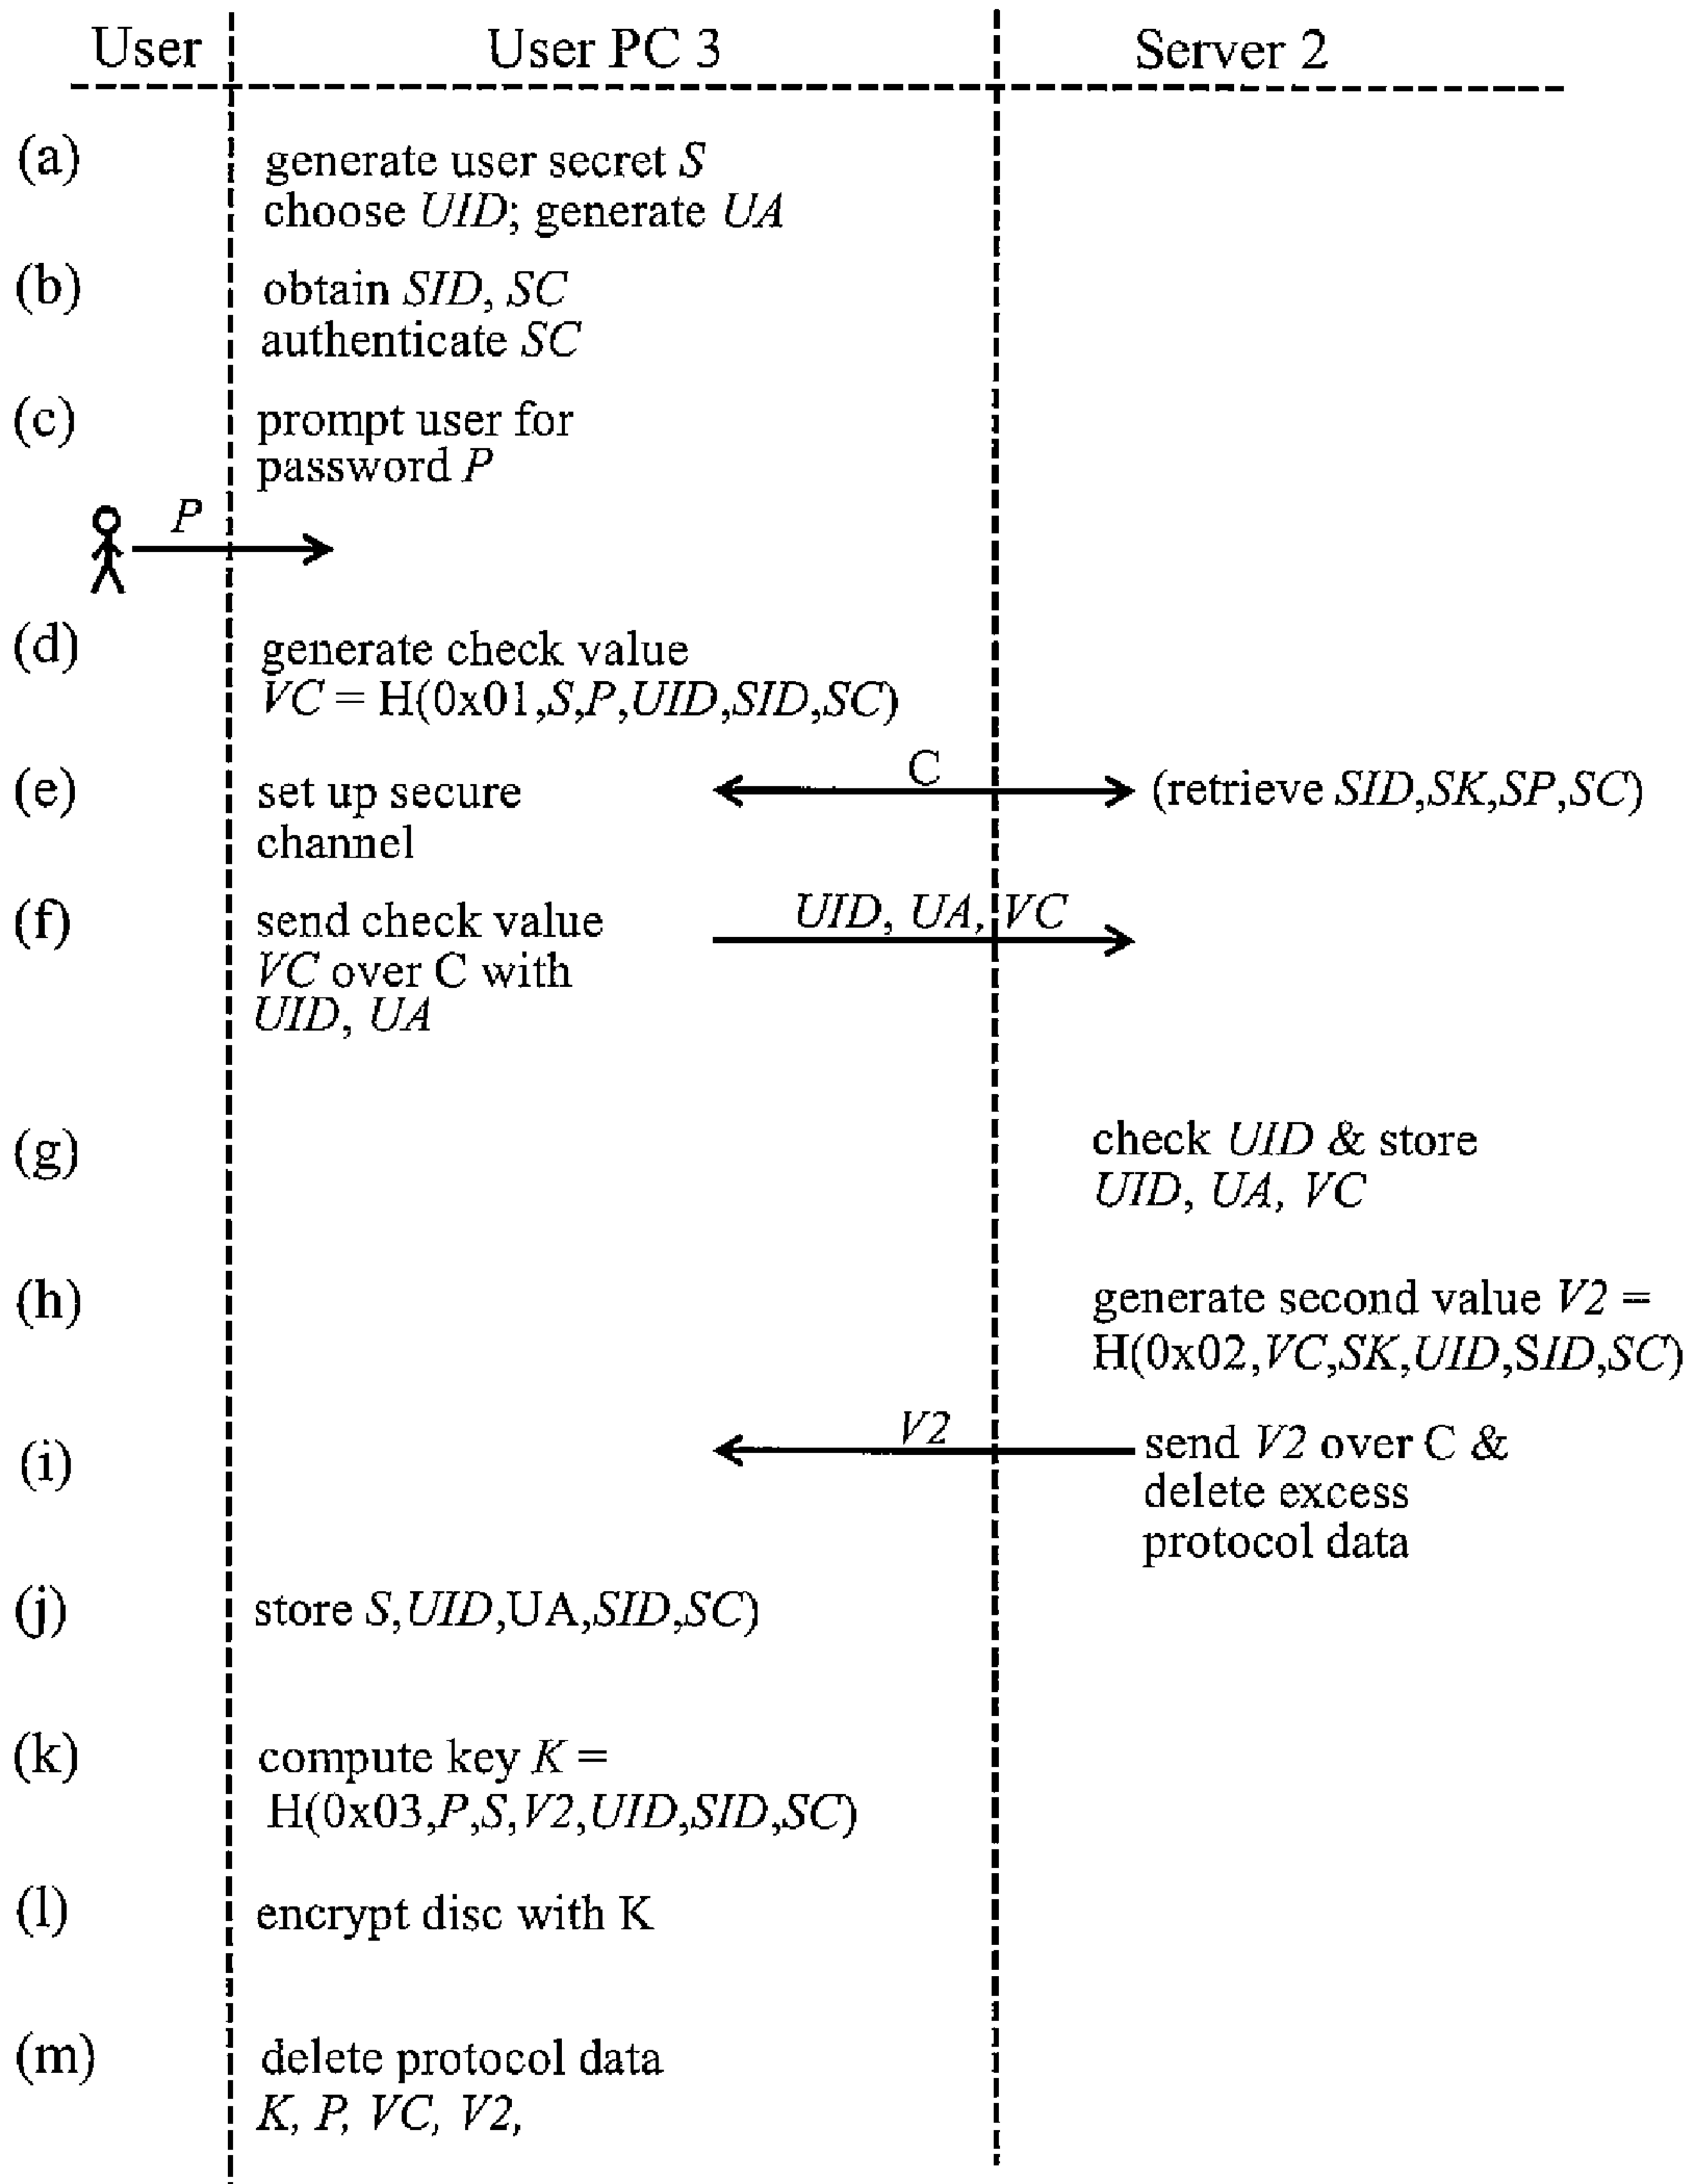 User User PC 3 Server 2
(a) generate user secret S
choose UID; generate UA
(b) obtain SID, SC
authenticate SC
(c) prompt user for
password P
P
(d) generate check value
VC = H(0x01,S,P,UID,SID,SC)
(e) set up secure C (retrieve SID,SK,SP,SC)
channel
(f) send check value UID, UA, VC
VC over C with
UID, UA
(g) check UID & store
UID, UA, VC
(h) generate second value V2 =
H(0x02,VC,SK,UID,SID,SC)
(i) V2 send V2 over C &
delete excess
protocol data
(j) store S,UID,UA,SID,SC)
(k) compute key K =
H(0x03,P,S,V2,UID,SID,SC)
(l) encrypt disc with K
(m) delete protocol data
K, P, VC, V2,